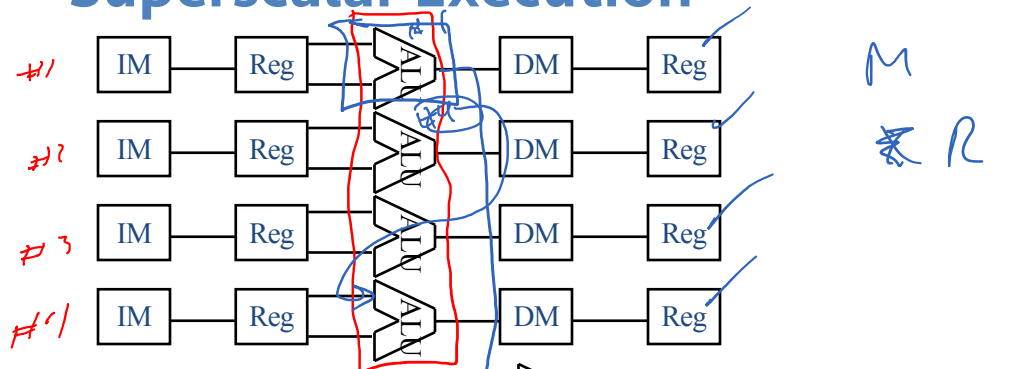 Superscalar Execution
#1 IM Reg ALU DM Reg M
#2 IM Reg ALU DM Reg R
#3 IM Reg ALU DM Reg
#4 IM Reg ALU DM Reg